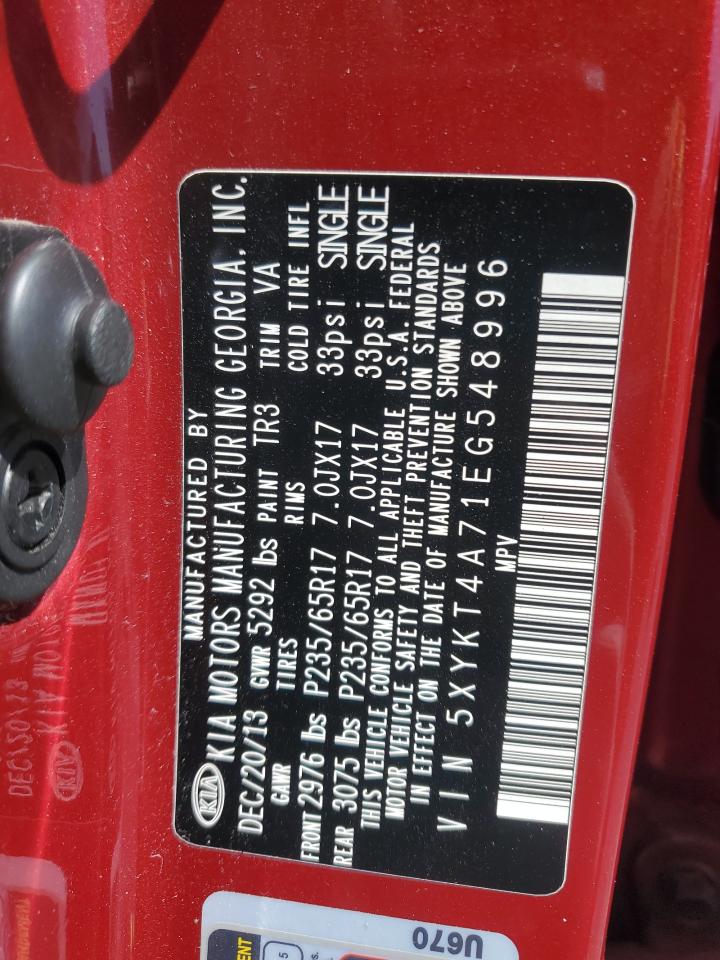 MANUFACTURED BY
KIA KIA MOTORS MANUFACTURING GEORGIA, INC.
DEC/20/13 GVWR 5292 lbs PAINT TR3 TRIM VA
GAWR TIRES RIMS COLD TIRE INFL
FRONT 2976 lbs P235/65R17 7.0JX17 33psi SINGLE
REAR 3075 lbs P235/65R17 7.0JX17 33psi SINGLE
THIS VEHICLE CONFORMS TO ALL APPLICABLE U.S.A. FEDERAL
MOTOR VEHICLE SAFETY AND THEFT PREVENTION STANDARDS
IN EFFECT ON THE DATE OF MANUFACTURE SHOWN ABOVE
VIN 5XYKT4A71EG548996
MPV
U670
5